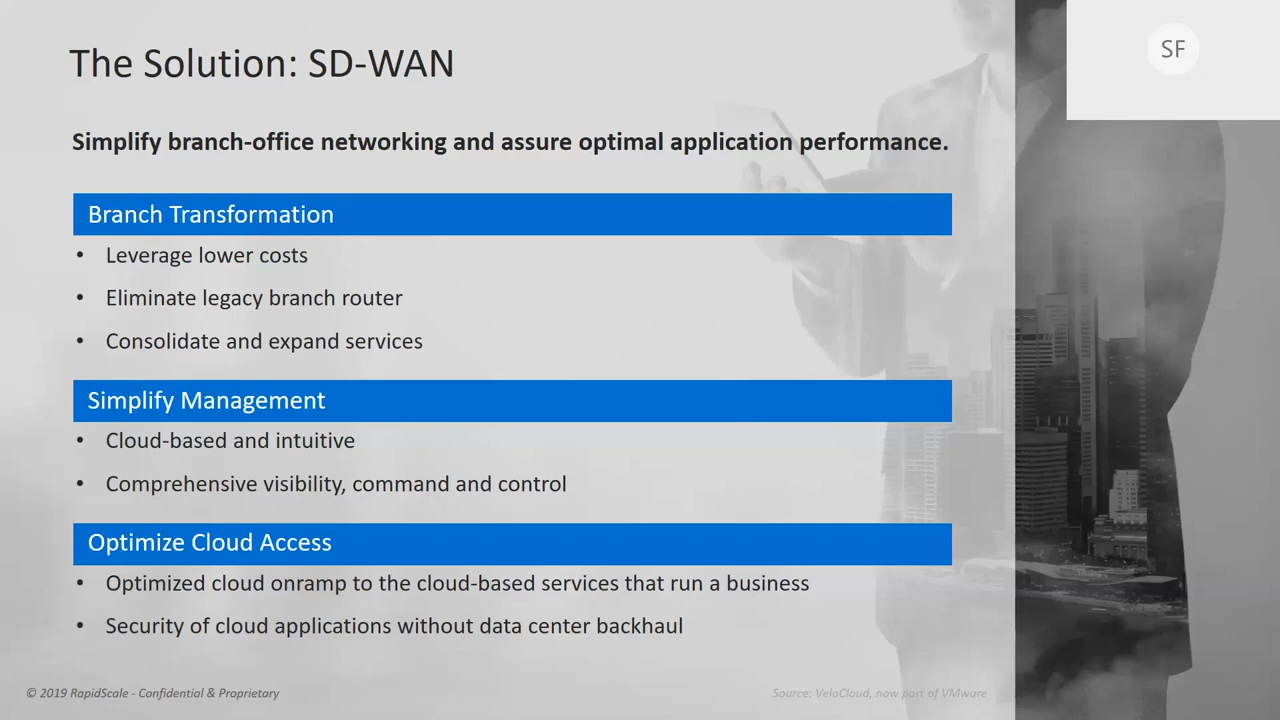 The Solution: SD-WAN
SF
Simplify branch-office networking and assure optimal application performance.
Branch Transformation
• Leverage lower costs
• Eliminate legacy branch router
• Consolidate and expand services
Simplify Management
• Cloud-based and intuitive
• Comprehensive visibility, command and control
Optimize Cloud Access
• Optimized cloud onramp to the cloud-based services that run a business
• Security of cloud applications without data center backhaul
© 2019 RapidScale - Confidential & Proprietary
Source: VeloCloud, now part of VMware